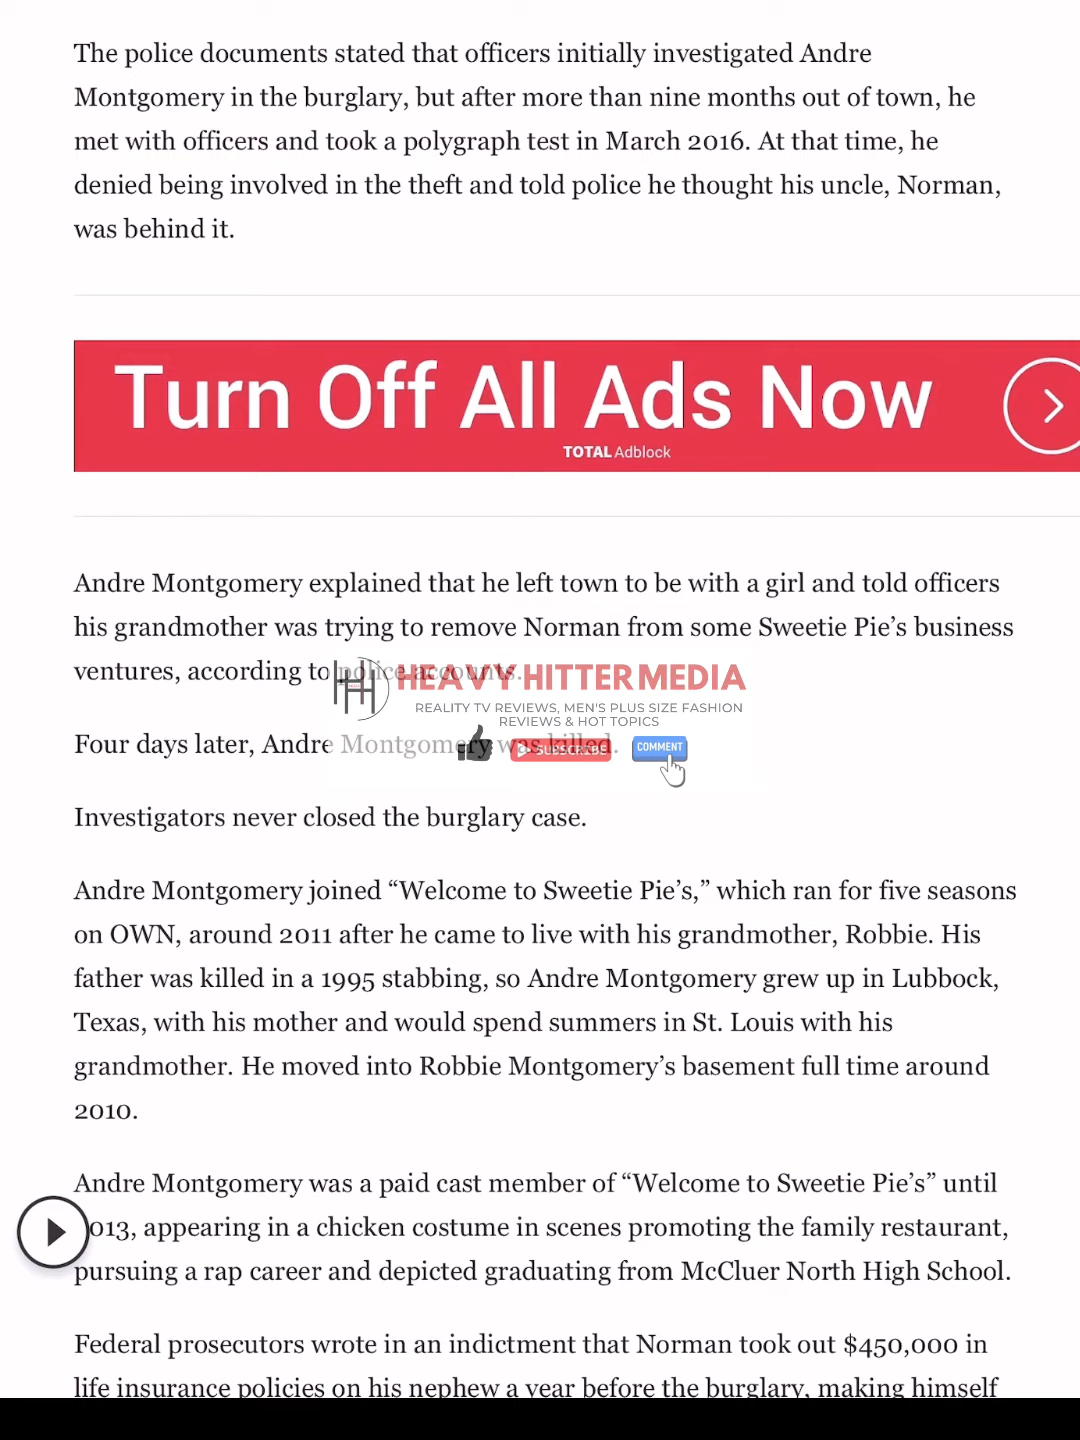 The police documents stated that officers initially investigated Andre
Montgomery in the burglary, but after more than nine months out of town, he
met with officers and took a polygraph test in March 2016. At that time, he
denied being involved in the theft and told police he thought his uncle, Norman,
was behind it.
Turn Off All Ads Now
TOTAL Adblock
Andre Montgomery explained that he left town to be with a girl and told officers
his grandmother was trying to remove Norman from some Sweetie Pie’s business
ventures, according to police accounts.
HEAVY HITTER MEDIA
REALITY TV REVIEWS, MEN'S PLUS SIZE FASHION
REVIEWS & HOT TOPICS
Four days later, Andre Montgomery was killed.
SUBSCRIBE
COMMENT
Investigators never closed the burglary case.
Andre Montgomery joined “Welcome to Sweetie Pie’s,” which ran for five seasons
on OWN, around 2011 after he came to live with his grandmother, Robbie. His
father was killed in a 1995 stabbing, so Andre Montgomery grew up in Lubbock,
Texas, with his mother and would spend summers in St. Louis with his
grandmother. He moved into Robbie Montgomery’s basement full time around
2010.
Andre Montgomery was a paid cast member of “Welcome to Sweetie Pie’s” until
013, appearing in a chicken costume in scenes promoting the family restaurant,
pursuing a rap career and depicted graduating from McCluer North High School.
Federal prosecutors wrote in an indictment that Norman took out $450,000 in
life insurance policies on his nephew a year before the burglary, making himself